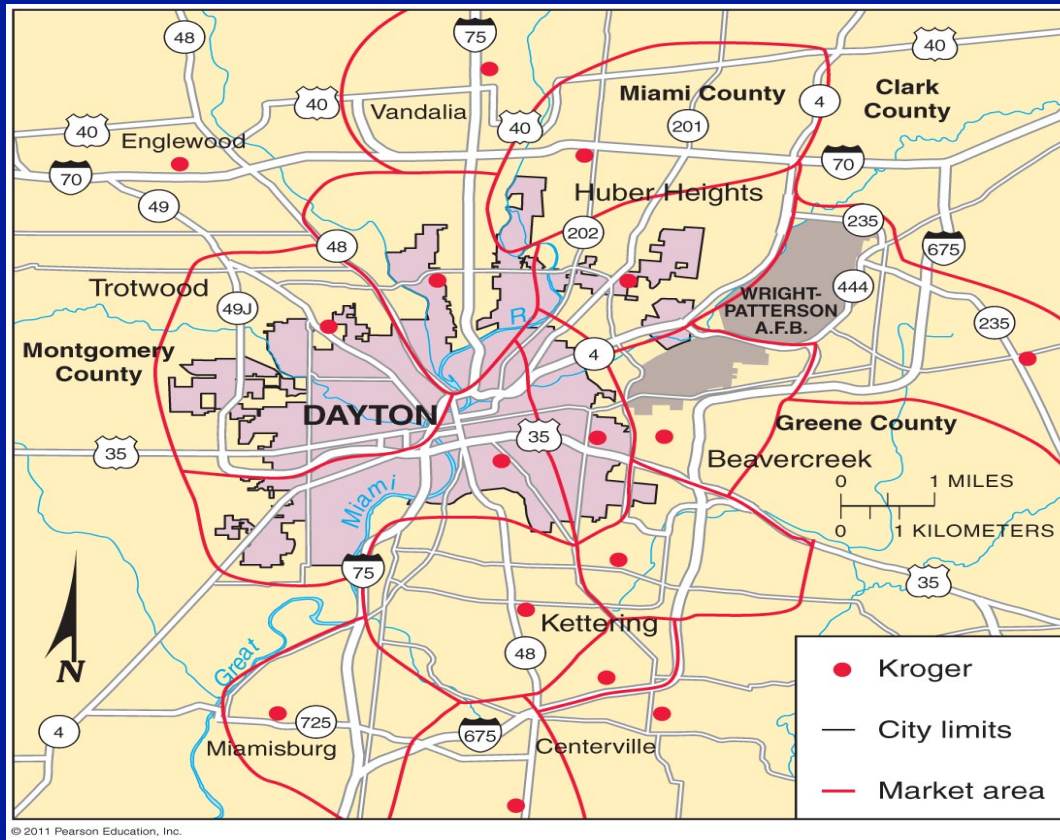 48
75
40
40
Miami County
4
Clark
County
Vandalia
40
201
40
Englewood
70
70
49
Huber Heights
202
235
48
675
Trotwood
49J
WRIGHT-
PATTERSON
A.F.B.
444
R.
235
Montgomery
County
4
DAYTON
35
35
Greene County
Beavercreek
0 1 MILES
0 1 KILOMETERS
Miami
75
35
Kettering
48
N
Great
4
725
Miamisburg
675
Centerville
Kroger
City limits
Market area
© 2011 Pearson Education, Inc.